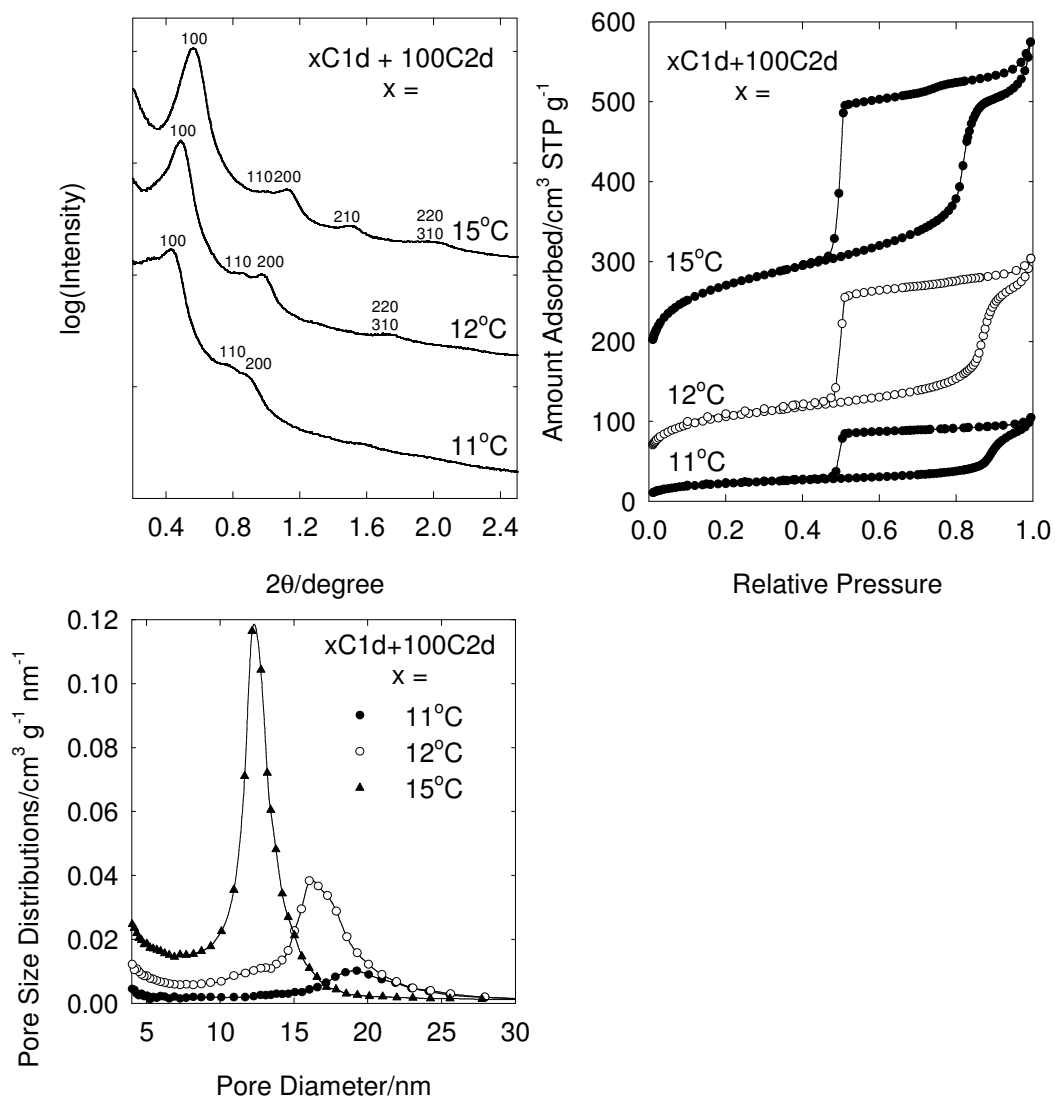 xC1d + 100C2d
x =
100
110 200
210
220
310
15°C
100
110 200
220
310
12°C
100
110
200
11°C
log(Intensity)
0.4 0.8 1.2 1.6 2.0 2.4
2θ/degree
600
500
400
300
200
100
0
xC1d+100C2d
x =
15°C
12°C
11°C
Amount Adsorbed/cm³ STP g⁻¹
0.0 0.2 0.4 0.6 0.8 1.0
Relative Pressure
0.12
0.10
0.08
0.06
0.04
0.02
0.00
xC1d+100C2d
x =
11°C
12°C
15°C
Pore Size Distributions/cm³ g⁻¹ nm⁻¹
5 10 15 20 25 30
Pore Diameter/nm